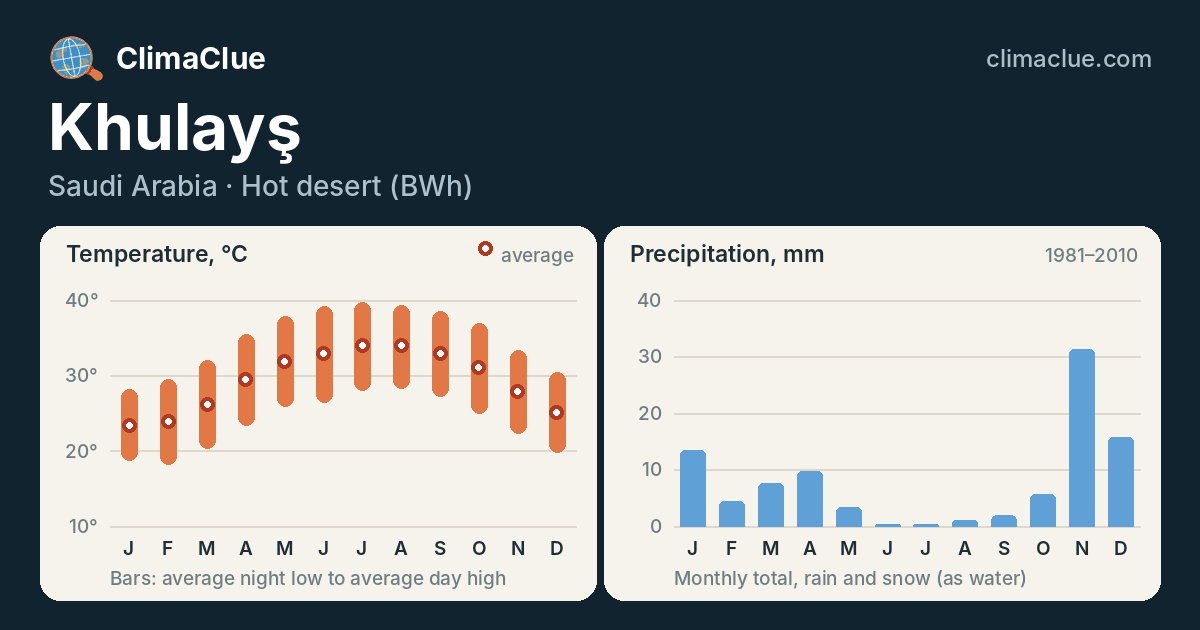 ClimaClue
climaclue.com
Khulayş
Saudi Arabia · Hot desert (BWh)
Temperature, °C
average
40°
30°
20°
10°
J F M A M J J A S O N D
Bars: average night low to average day high
Precipitation, mm
1981–2010
40
30
20
10
0
J F M A M J J A S O N D
Monthly total, rain and snow (as water)